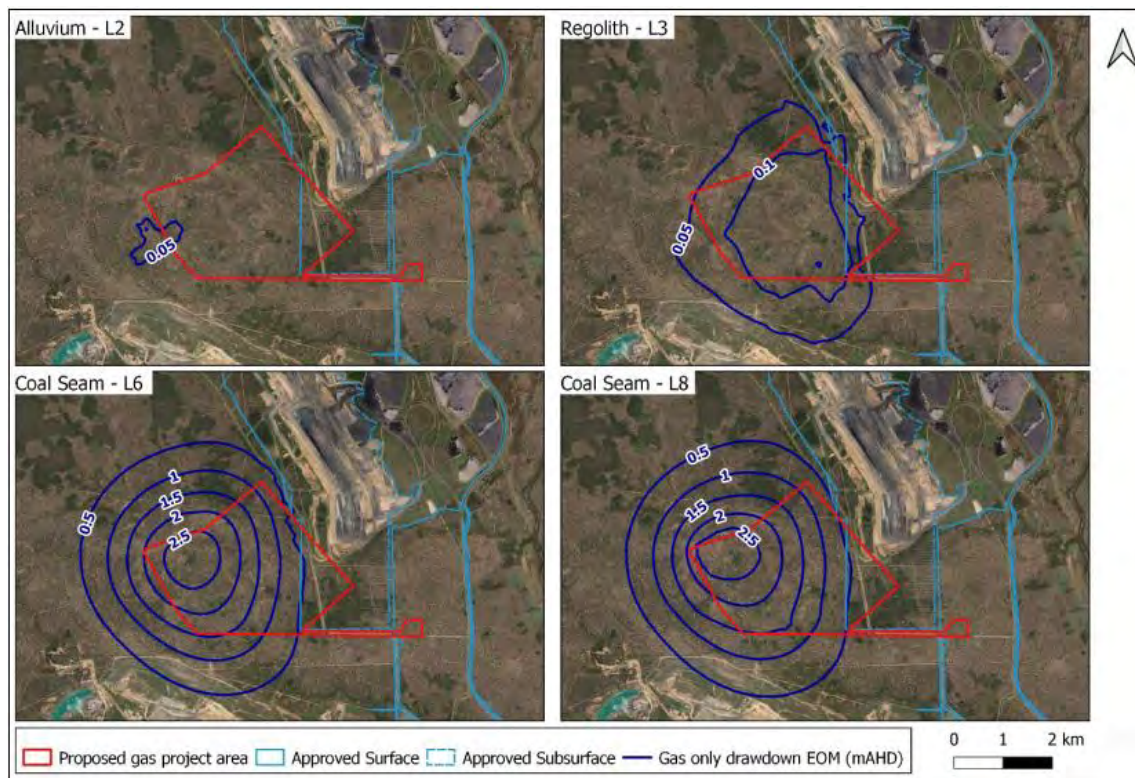 Alluvium - L2
Regolith - L3
0.05
0.1
0.05
Coal Seam - L6
Coal Seam - L8
0.5
1
1.5
2
2.5
0.5
1
1.5
2
2.5
Proposed gas project area
Approved Surface
Approved Subsurface
Gas only drawdown EOM (mAHD)
0 1 2 km